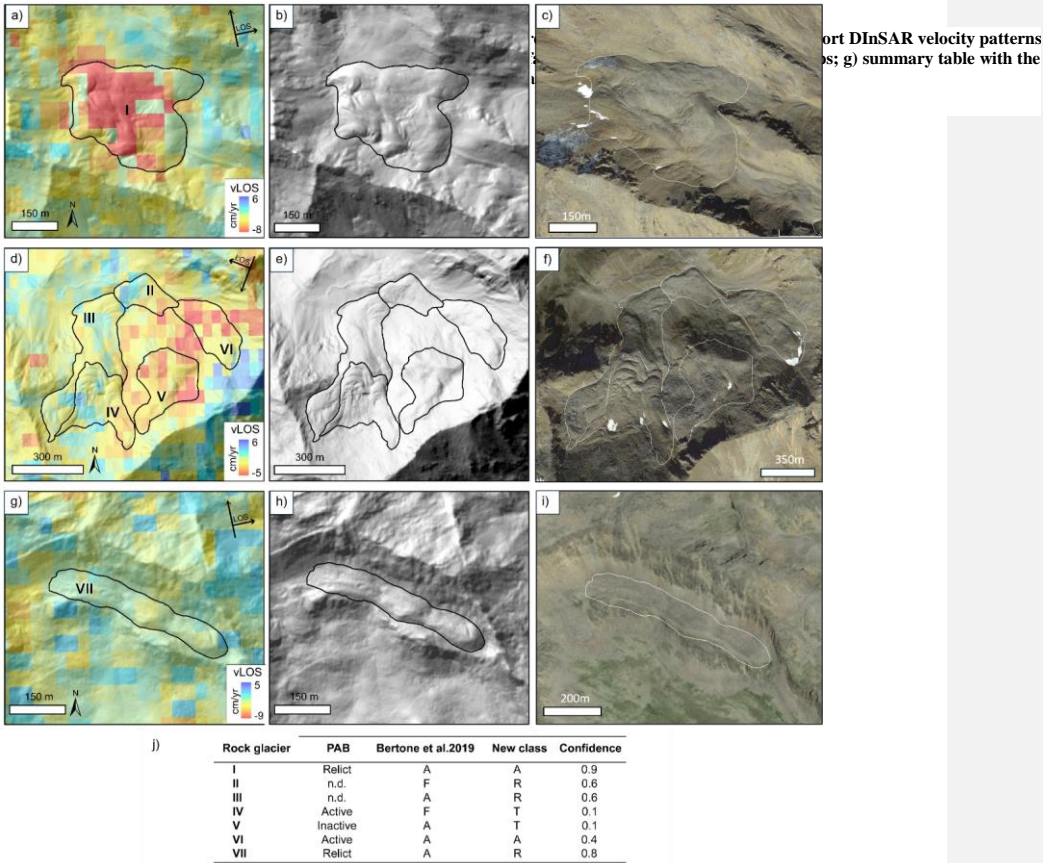 a)
LOS
I
vLOS
6
cm/yr
-8
150 m
N
b)
150 m
c)
150m
ort DInSAR velocity patterns
os; g) summary table with the
d)
LOS
II
III
VI
V
IV
vLOS
6
cm/yr
-5
300 m
N
e)
300 m
f)
350m
g)
LOS
VII
vLOS
5
cm/yr
-9
150 m
N
h)
150 m
i)
200m
j)
Rock glacier PAB Bertone et al.2019 New class Confidence
I Relict A A 0.9
II n.d. F R 0.6
III n.d. A R 0.6
IV Active F T 0.1
V Inactive A T 0.1
VI Active A A 0.4
VII Relict A R 0.8